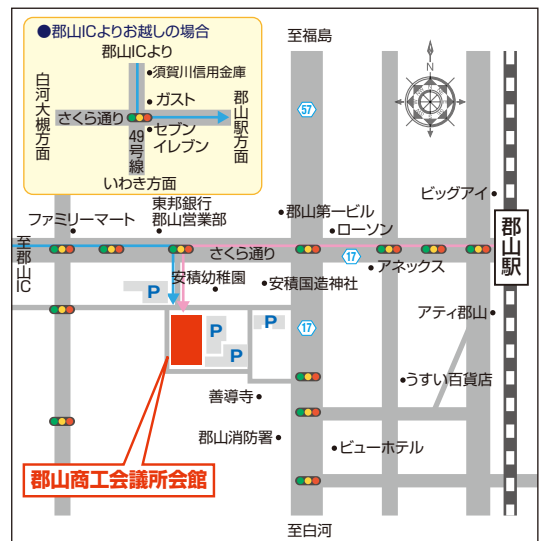 ●郡山ICよりお越しの場合
郡山ICより
須賀川信用金庫
ガスト
白河大槻方面
さくら通り
郡山駅方面
セブン
イレブン
49号線
いわき方面
至福島
N
57
ビッグアイ
東邦銀行
郡山営業部
ファミリーマート
郡山第一ビル
ローソン
至郡山IC
さくら通り
17
郡山駅
アネックス
安積幼稚園
安積国造神社
P
P
P
P
17
アティ郡山
うすい百貨店
善導寺
郡山消防署
ビューホテル
郡山商工会議所会館
至白河